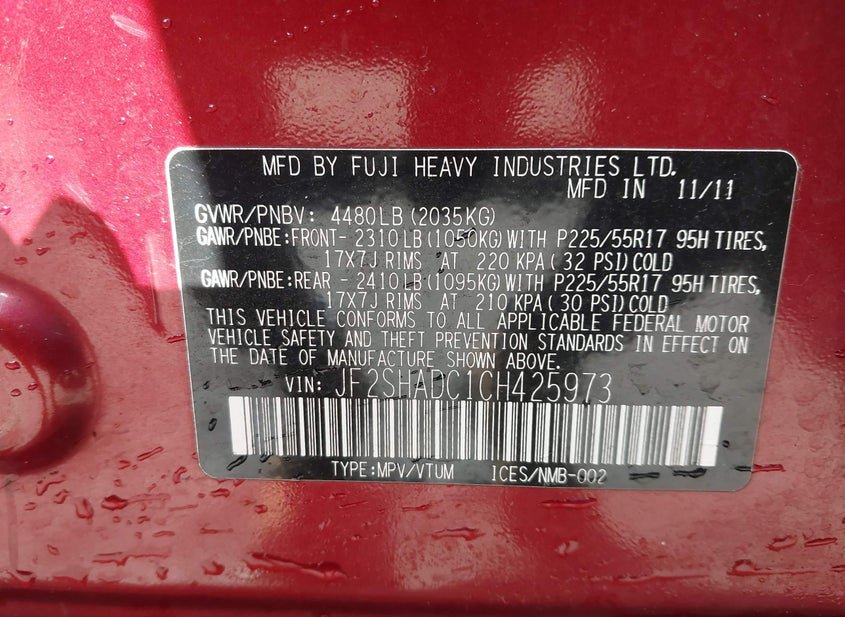 MFD BY FUJI HEAVY INDUSTRIES LTD.
MFD IN 11/11
GVWR/PNBV: 4480LB (2035KG)
GAWR/PNBE:FRONT- 2310LB (1050KG) WITH P225/55R17 95H TIRES,
17X7J RIMS AT 220 KPA ( 32 PSI) COLD
GAWR/PNBE:REAR - 2410LB (1095KG) WITH P225/55R17 95H TIRES,
17X7J RIMS AT 210 KPA ( 30 PSI) COLD
THIS VEHICLE CONFORMS TO ALL APPLICABLE FEDERAL MOTOR
VEHICLE SAFETY AND THEFT PREVENTION STANDARDS IN EFFECT ON
THE DATE OF MANUFACTURE SHOWN ABOVE.
VIN: JF2SHADC1CH425973
TYPE:MPV/VTUM ICES/NMB-002